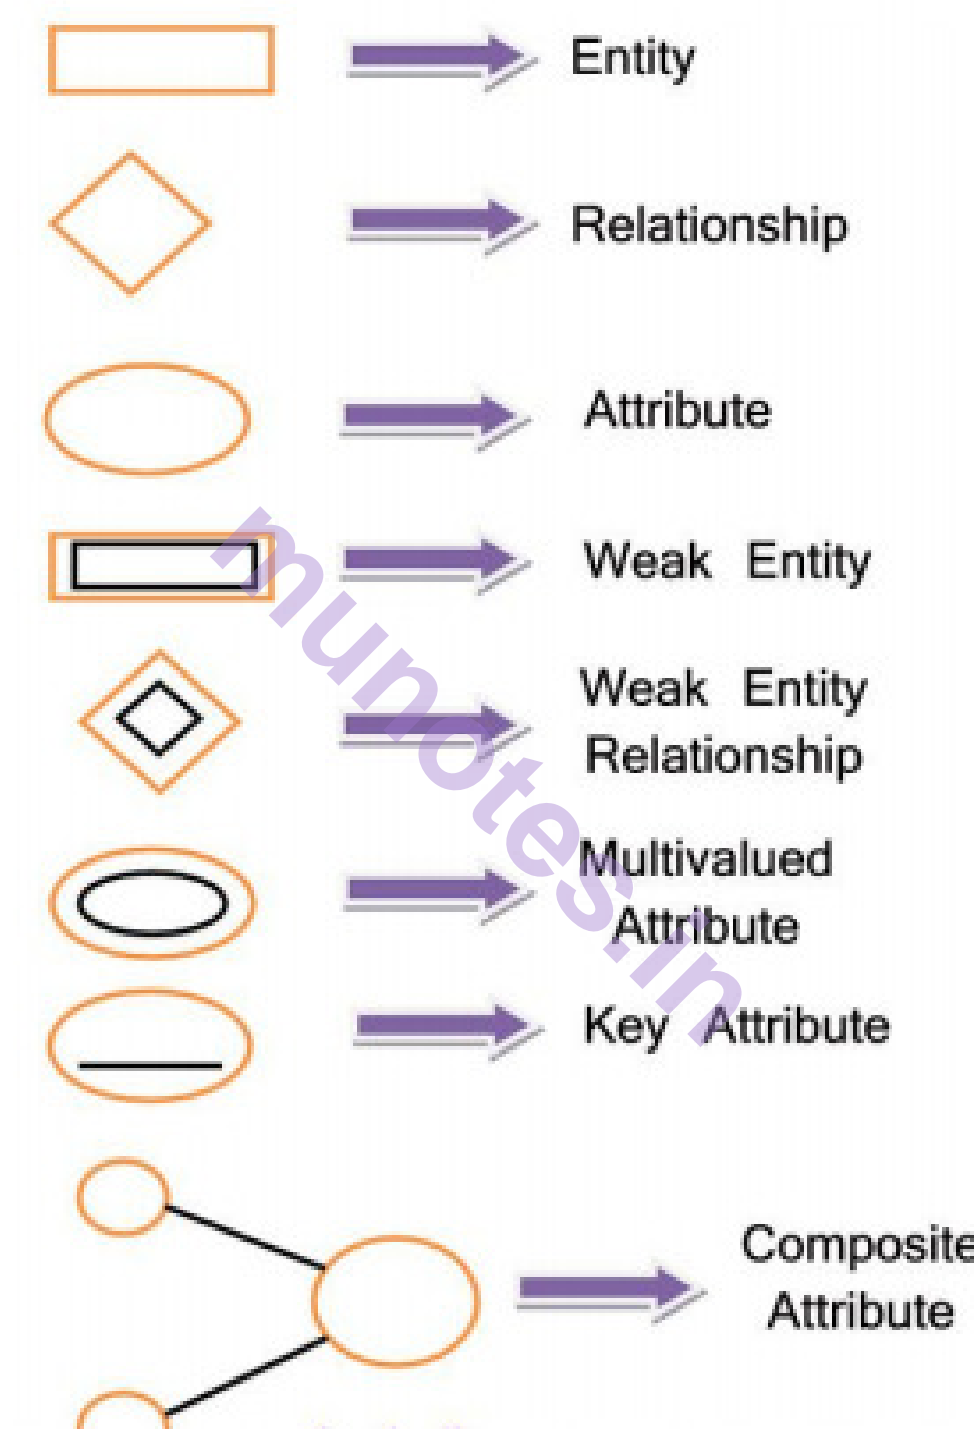 Entity
Relationship
Attribute
Weak Entity
Weak Entity
Relationship
Multivalued
Attribute
Key Attribute
Composite
Attribute
munotes.in